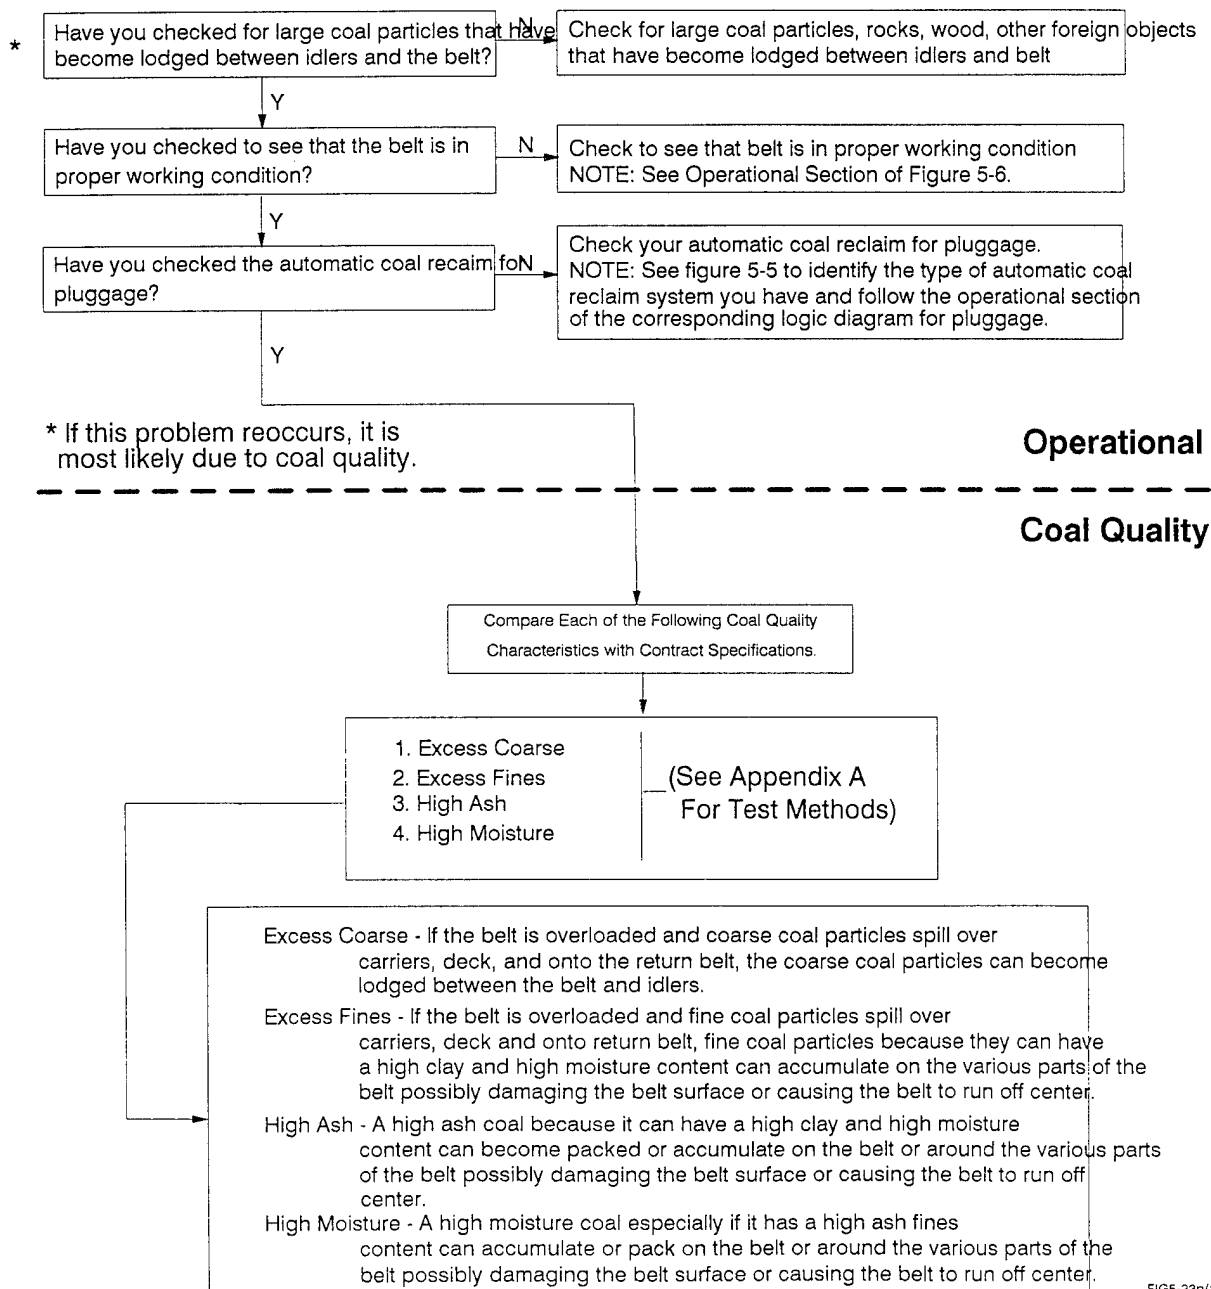 *
Have you checked for large coal particles that have
become lodged between idlers and the belt?
N
Check for large coal particles, rocks, wood, other foreign objects
that have become lodged between idlers and belt
Y
Have you checked to see that the belt is in
proper working condition?
N
Check to see that belt is in proper working condition
NOTE: See Operational Section of Figure 5-6.
Y
Have you checked the automatic coal recaim fo
pluggage?
N
Check your automatic coal reclaim for pluggage.
NOTE: See figure 5-5 to identify the type of automatic coal
reclaim system you have and follow the operational section
of the corresponding logic diagram for pluggage.
Y
* If this problem reoccurs, it is
most likely due to coal quality.
Operational
Coal Quality
Compare Each of the Following Coal Quality
Characteristics with Contract Specifications.
1. Excess Coarse
2. Excess Fines
3. High Ash
4. High Moisture
(See Appendix A
For Test Methods)
Excess Coarse - If the belt is overloaded and coarse coal particles spill over
carriers, deck, and onto the return belt, the coarse coal particles can become
lodged between the belt and idlers.
Excess Fines - If the belt is overloaded and fine coal particles spill over
carriers, deck and onto return belt, fine coal particles because they can have
a high clay and high moisture content can accumulate on the various parts of the
belt possibly damaging the belt surface or causing the belt to run off center.
High Ash - A high ash coal because it can have a high clay and high moisture
content can become packed or accumulate on the belt or around the various parts
of the belt possibly damaging the belt surface or causing the belt to run off
center.
High Moisture - A high moisture coal especially if it has a high ash fines
content can accumulate or pack on the belt or around the various parts of the
belt possibly damaging the belt surface or causing the belt to run off center.